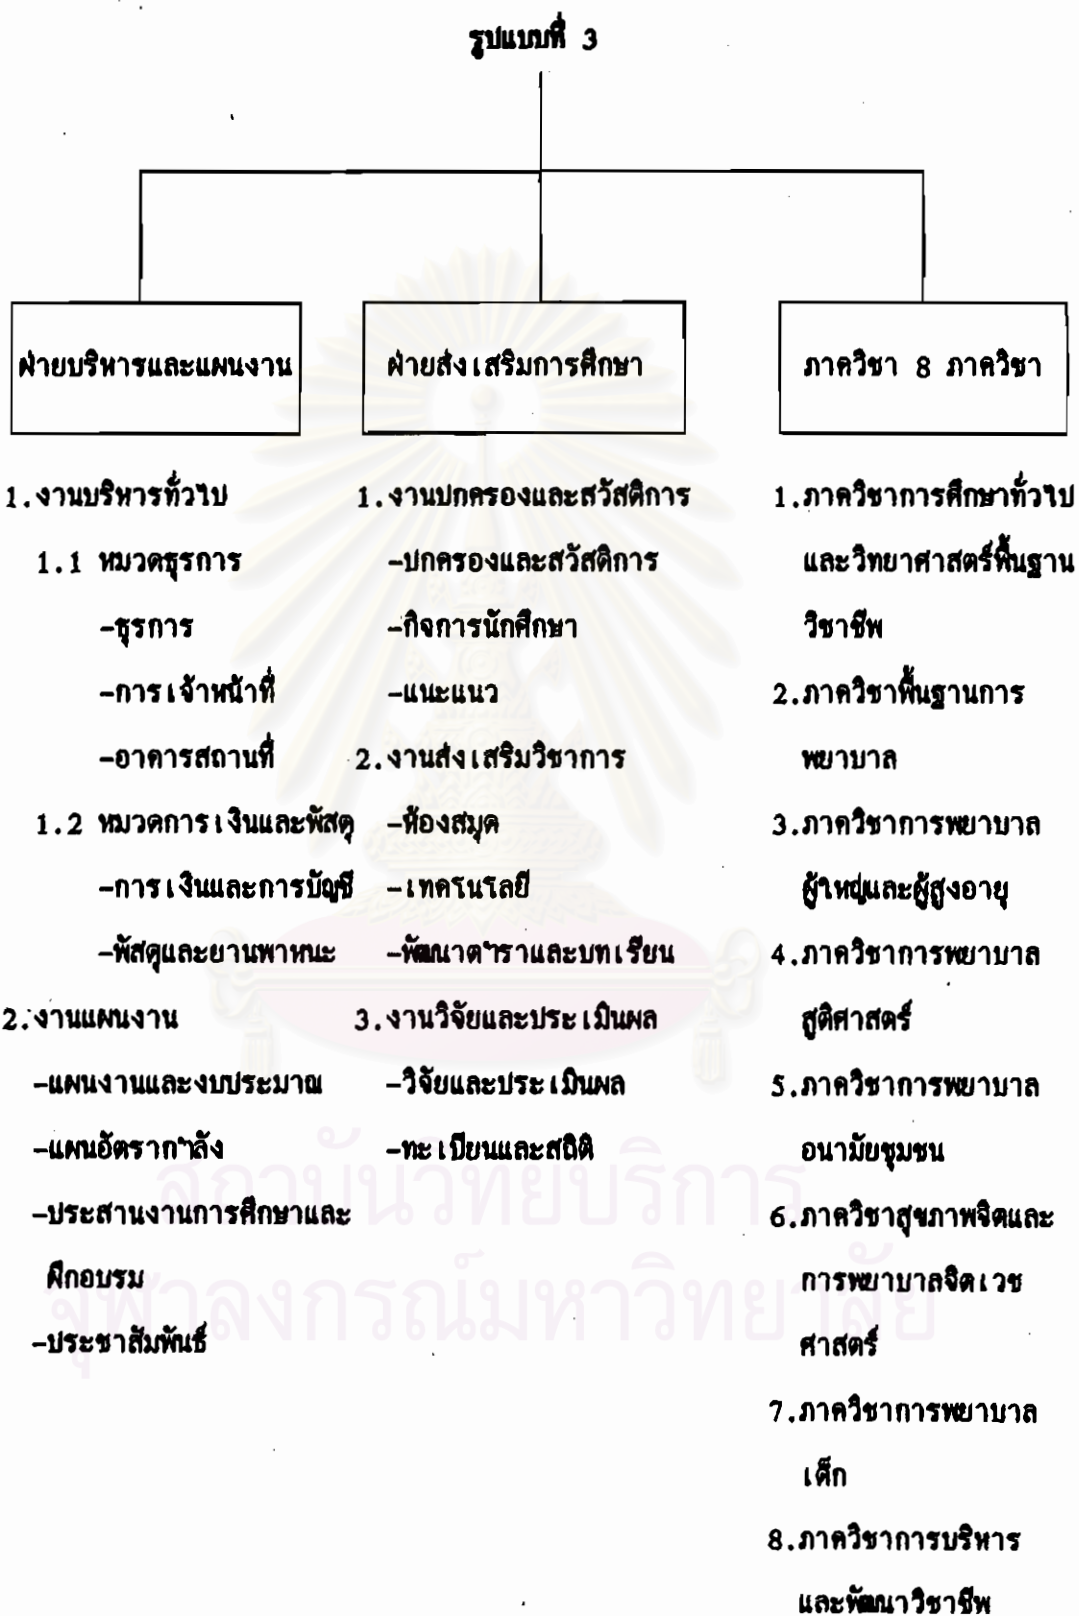 รูปแบบที่ 3
ฝ่ายบริหารและแผนงาน
1.งานบริหารทั่วไป
1.1 หมวดธุรการ
-ธุรการ
-การเจ้าหน้าที่
-อาคารสถานที่
1.2 หมวดการเงินและพัสดุ
-การเงินและการบัญชี
-พัสดุและยานพาหนะ
2.งานแผนงาน
-แผนงานและงบประมาณ
-แผนอัตรากำลัง
-ประสานงานการศึกษาและ
ฝึกอบรม
-ประชาสัมพันธ์
ฝ่ายส่งเสริมการศึกษา
1.งานปกครองและสวัสดิการ
-ปกครองและสวัสดิการ
-กิจการนักศึกษา
-แนะแนว
2.งานส่งเสริมวิชาการ
-ห้องสมุด
-เทคโนโลยี
-พัฒนาตำราและบทเรียน
3.งานวิจัยและประเมินผล
-วิจัยและประเมินผล
-ทะเบียนและสถิติ
ภาควิชา 8 ภาควิชา
1.ภาควิชาการศึกษาทั่วไป
และวิทยาศาสตร์พื้นฐาน
วิชาชีพ
2.ภาควิชาพื้นฐานการ
พยาบาล
3.ภาควิชาการพยาบาล
ผู้ใหญ่และผู้สูงอายุ
4.ภาควิชาการพยาบาล
สูติศาสตร์
5.ภาควิชาการพยาบาล
อนามัยชุมชน
6.ภาควิชาสุขภาพจิตและ
การพยาบาลจิตเวช
ศาสตร์
7.ภาควิชาการพยาบาล
เด็ก
8.ภาควิชาการบริหาร
และพัฒนาวิชาชีพ
สถาบันวิทยบริการ
จุฬาลงกรณ์มหาวิทยาลัย